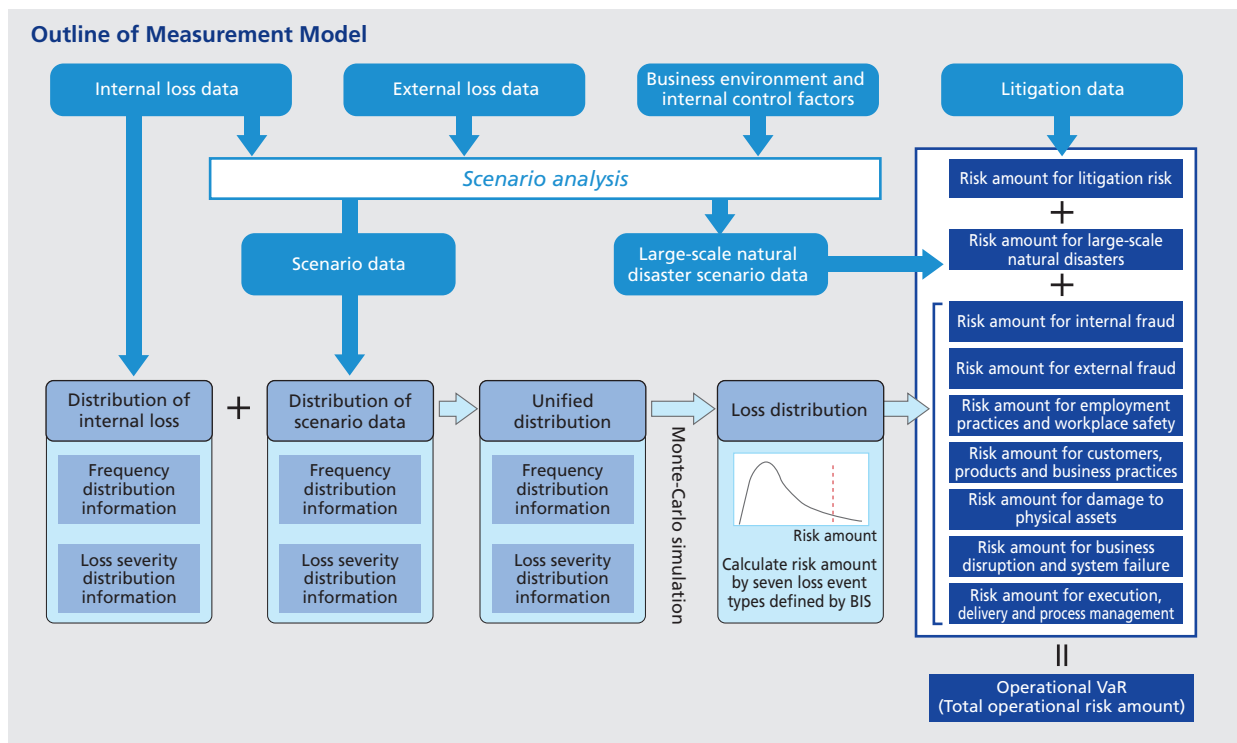 Outline of Measurement Model
Internal loss data
External loss data
Business environment and
internal control factors
Litigation data
Scenario analysis
Risk amount for litigation risk
+
Scenario data
Large-scale natural
disaster scenario data
Risk amount for large-scale
natural disasters
+
Risk amount for internal fraud
Risk amount for external fraud
Risk amount for employment
practices and workplace safety
Risk amount for customers,
products and business practices
Risk amount for damage to
physical assets
Risk amount for business
disruption and system failure
Risk amount for execution,
delivery and process management
Distribution of
internal loss
Frequency
distribution
information
Loss severity
distribution
information
+
Distribution of
scenario data
Frequency
distribution
information
Loss severity
distribution
information
Unified
distribution
Frequency
distribution
information
Loss severity
distribution
information
Monte-Carlo simulation
Loss distribution
Risk amount
Calculate risk amount
by seven loss event
types defined by BIS
=
Operational VaR
(Total operational risk amount)